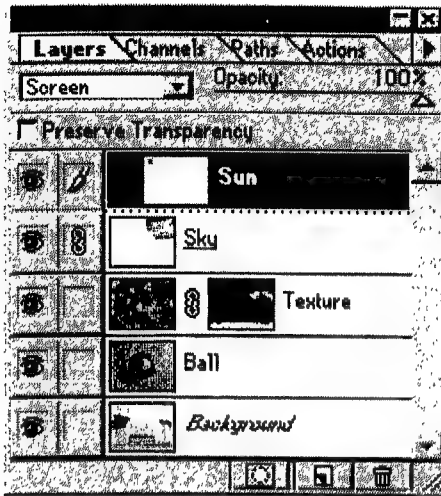 Layers Channels Paths Actions
Screen Opacity: 100%
Preserve Transparency
Sun
Sky
Texture
Ball
Background